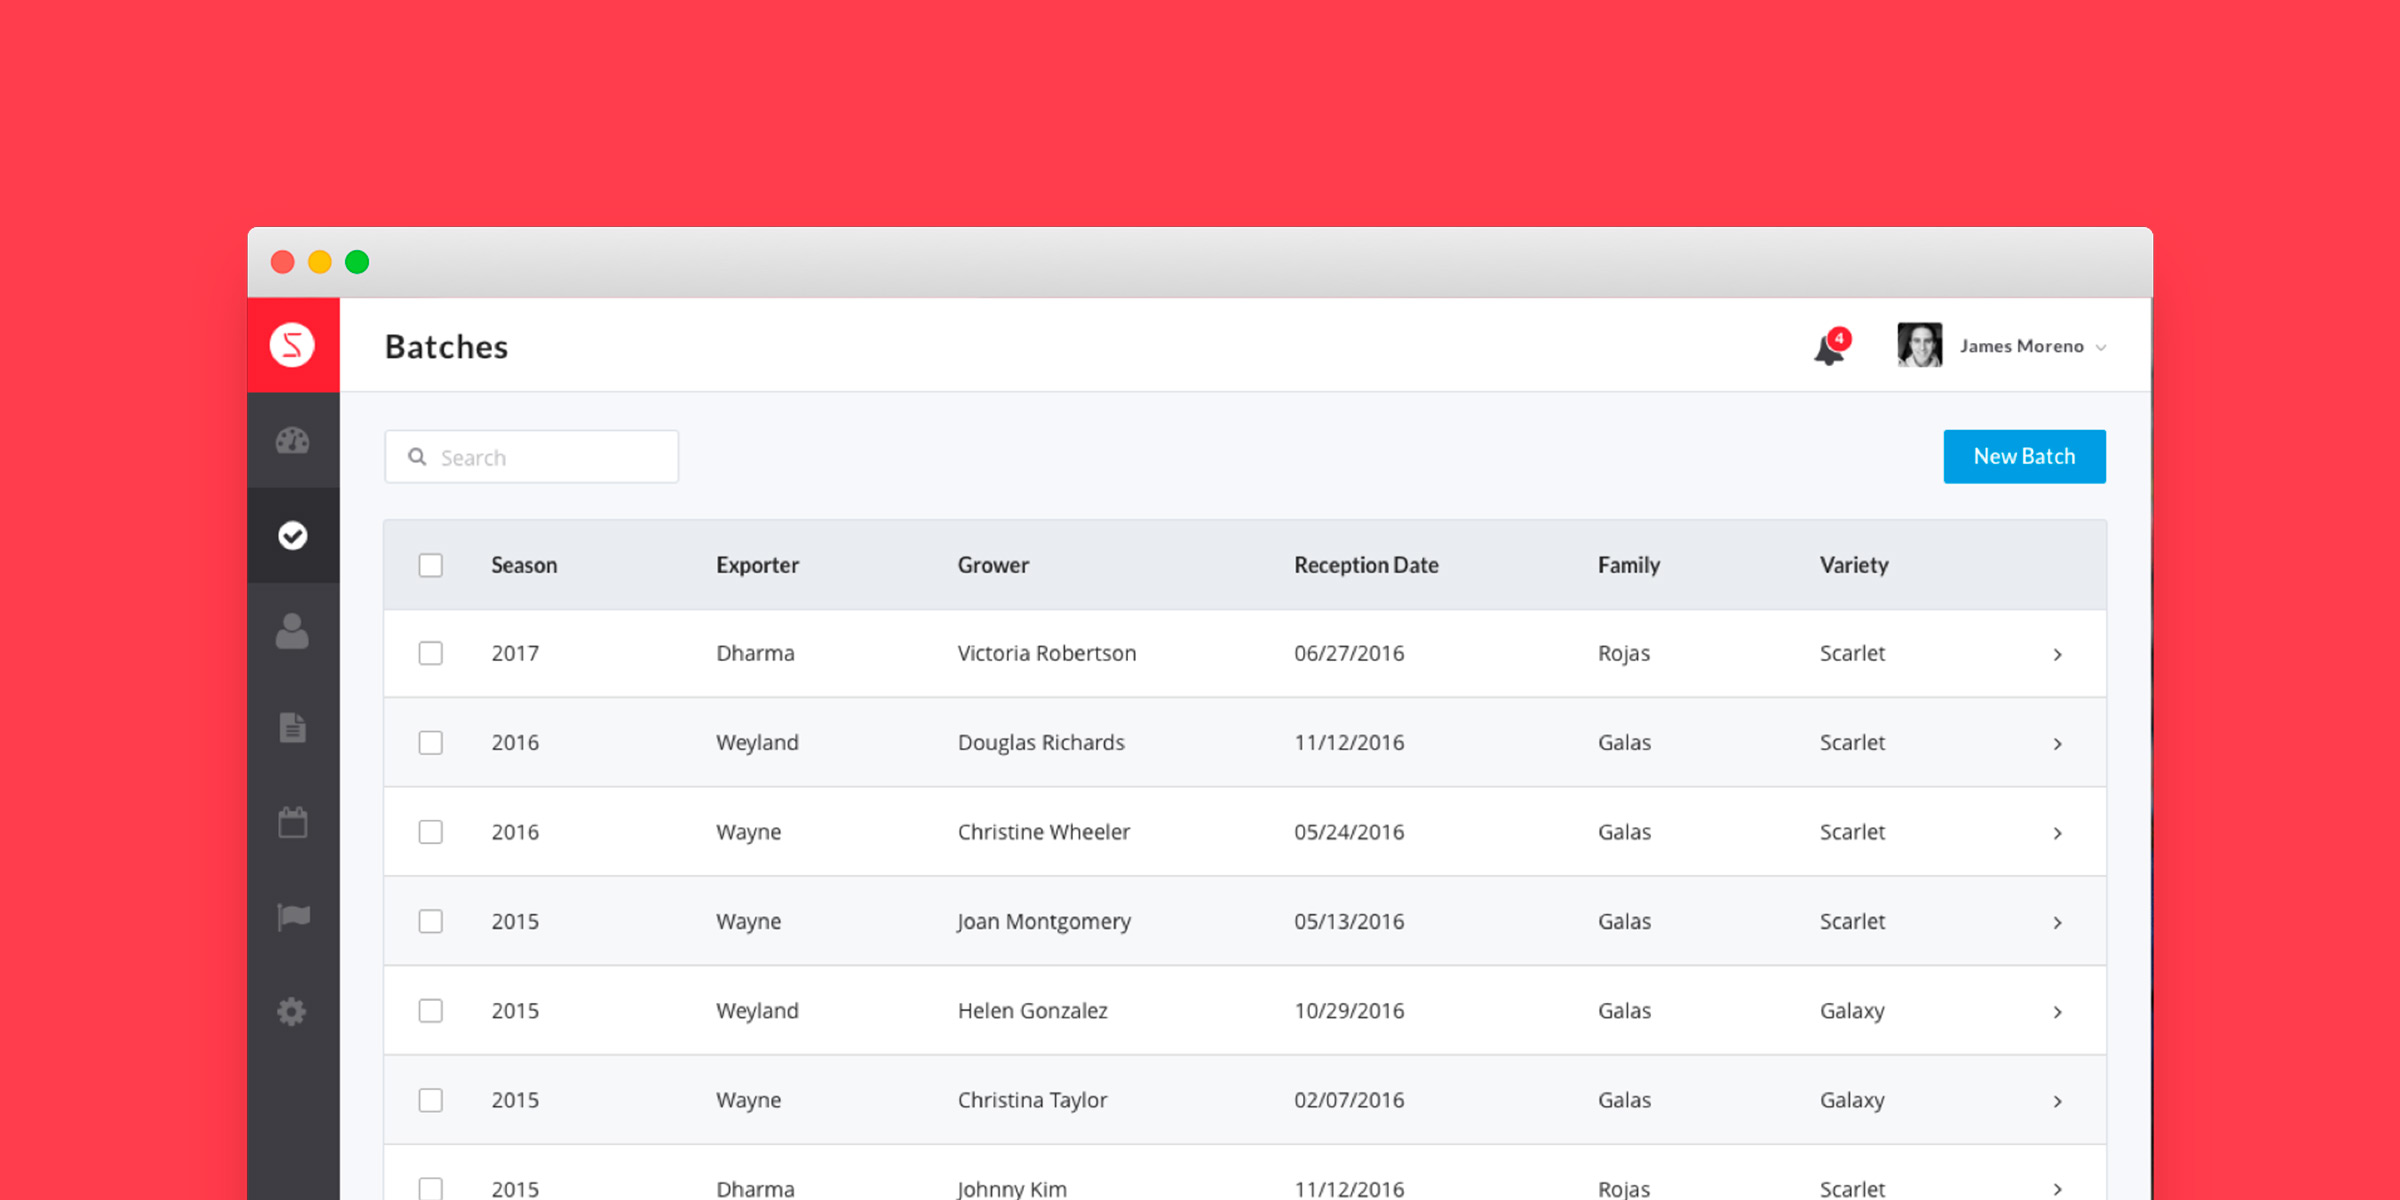 Batches
4
James Moreno
Search
New Batch
Season Exporter Grower Reception Date Family Variety
2017 Dharma Victoria Robertson 06/27/2016 Rojas Scarlet
2016 Weyland Douglas Richards 11/12/2016 Galas Scarlet
2016 Wayne Christine Wheeler 05/24/2016 Galas Scarlet
2015 Wayne Joan Montgomery 05/13/2016 Galas Scarlet
2015 Weyland Helen Gonzalez 10/29/2016 Galas Galaxy
2015 Wayne Christina Taylor 02/07/2016 Galas Galaxy
2015 Dharma Johnny Kim 11/12/2016 Rojas Scarlet